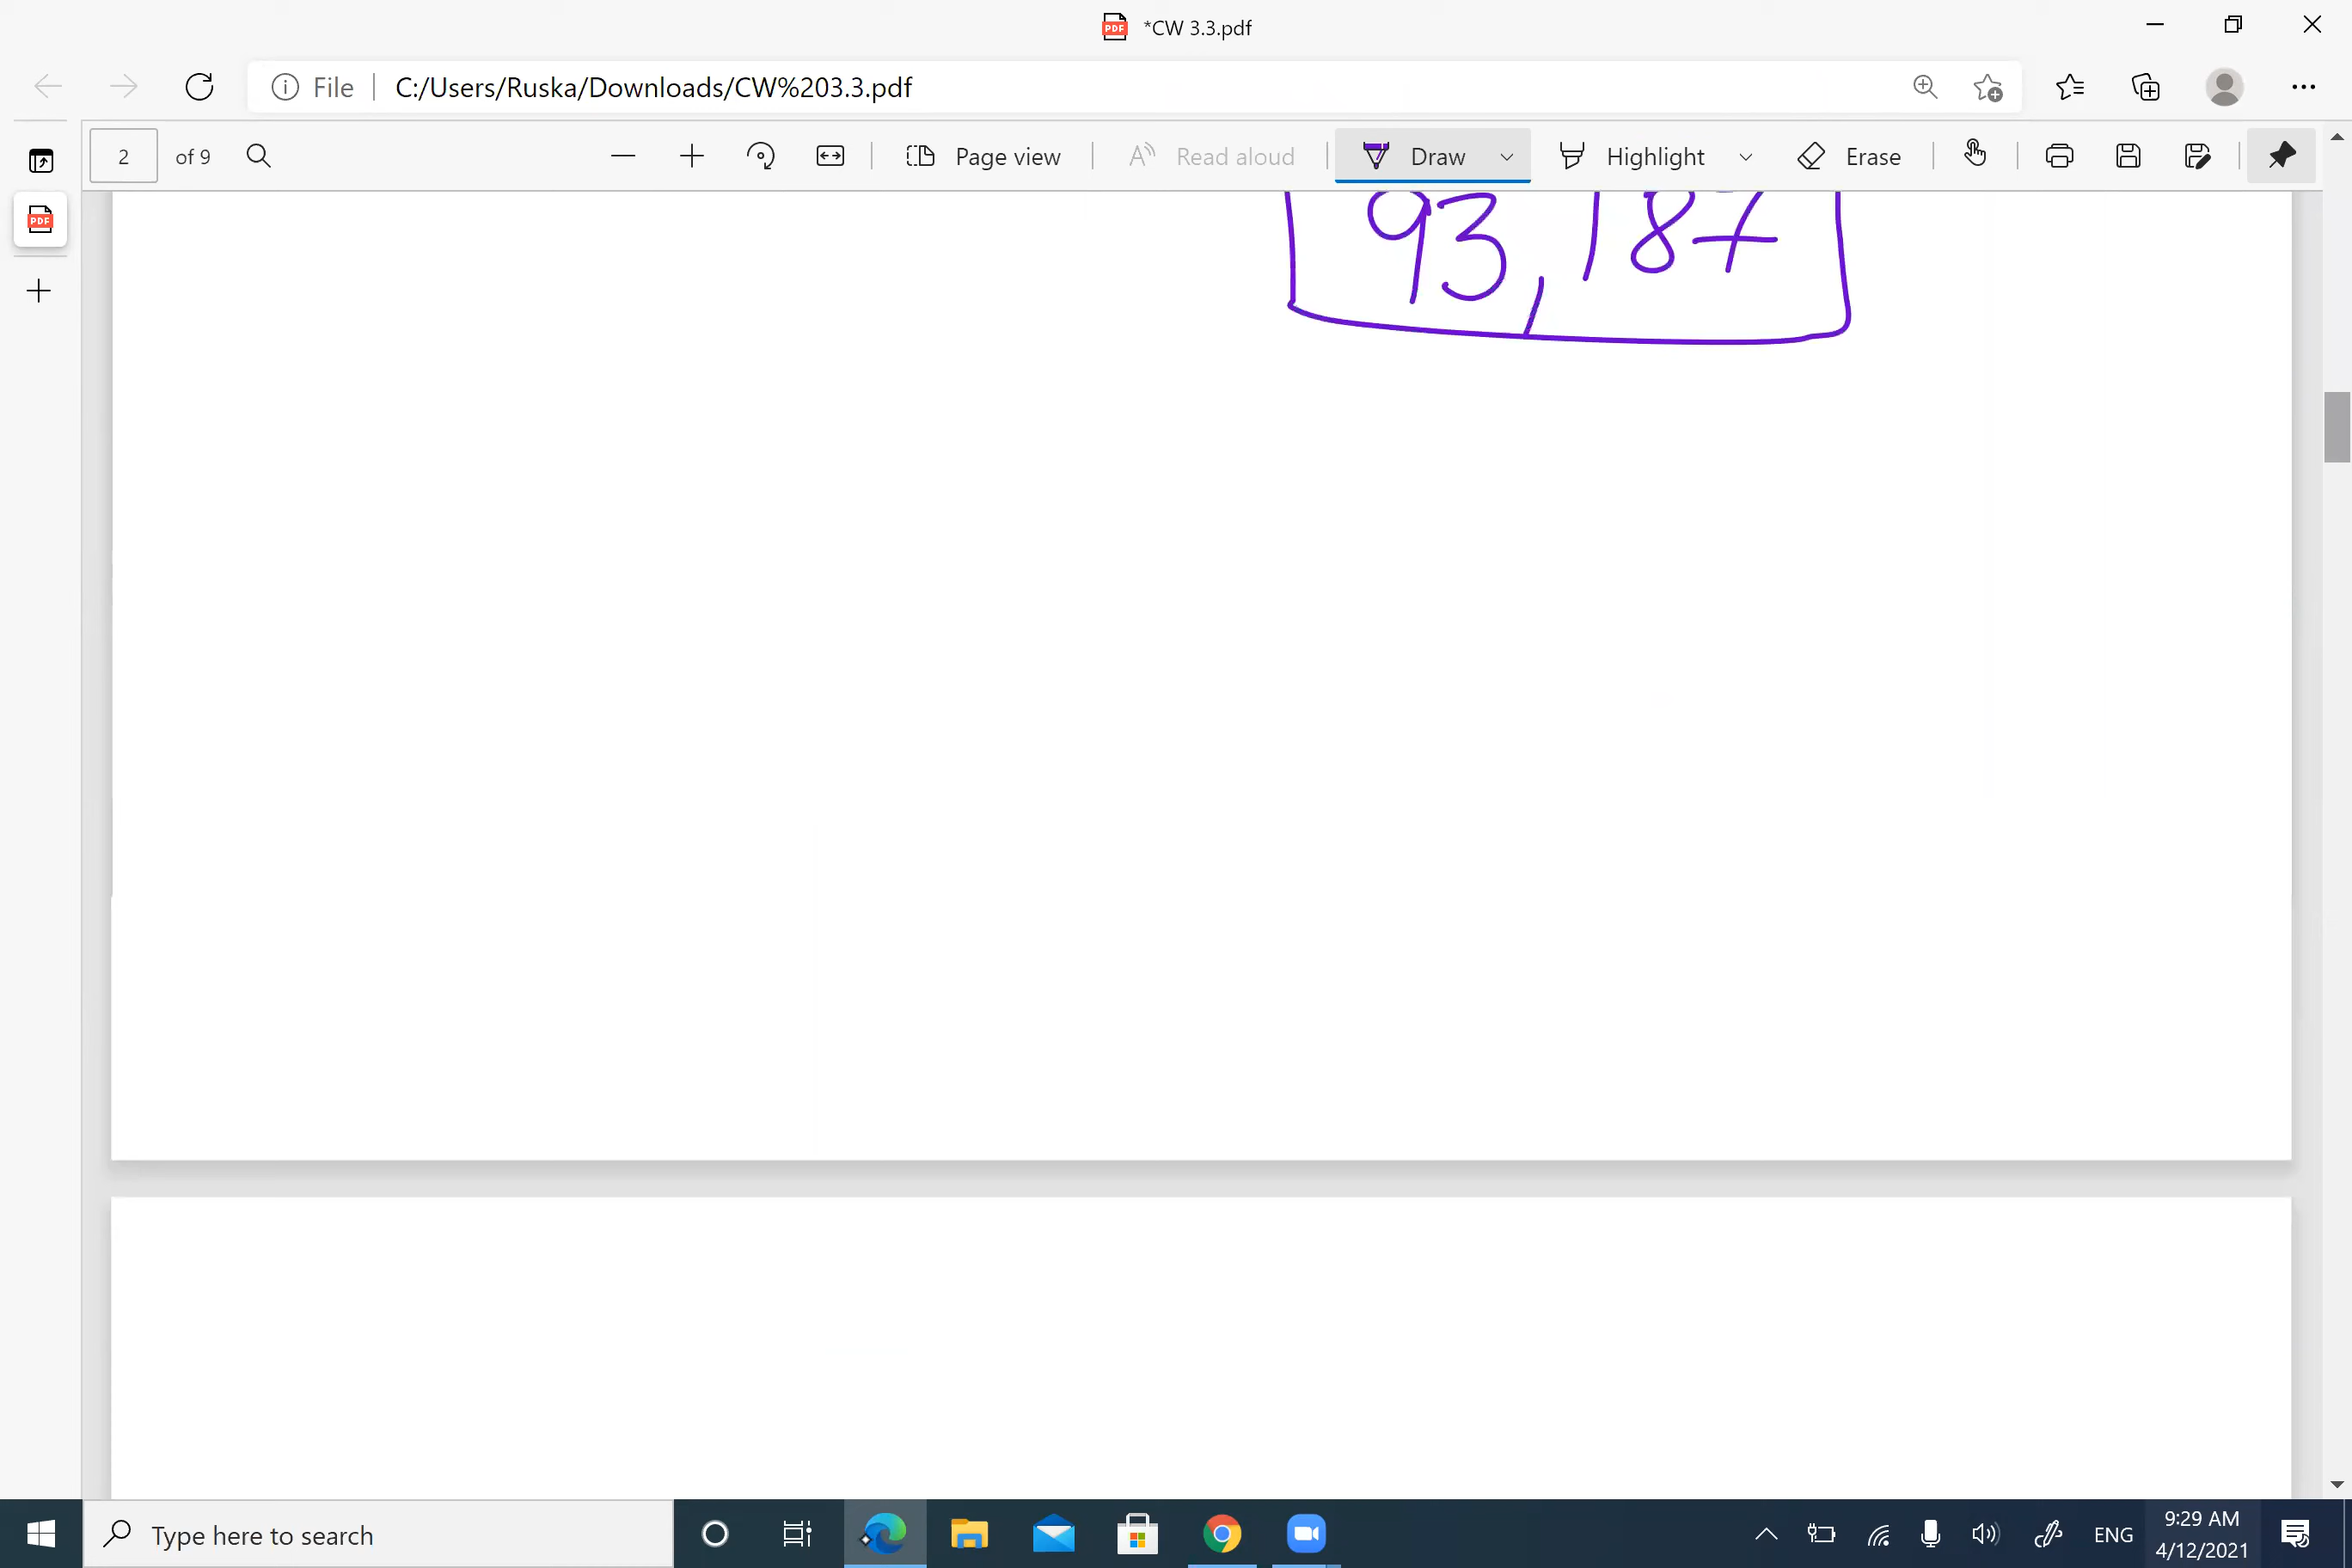 *CW 3.3.pdf
File C:/Users/Ruska/Downloads/CW%203.3.pdf
2 of 9 Page view Read aloud Draw Highlight Erase
93,187
Type here to search
ENG
9:29 AM
4/12/2021